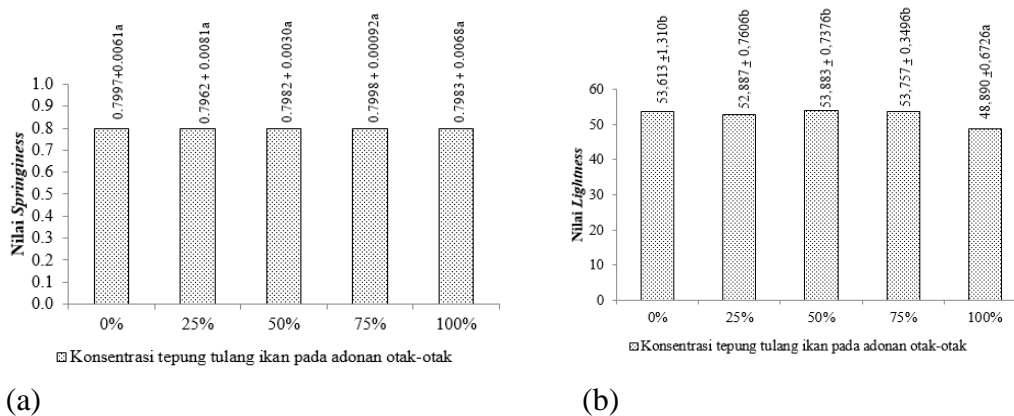 0.7997+0.0061a
0.7962 + 0.0081a
0.7982 + 0.0030a
0.7998 + 0.00092a
0.7983 + 0.0068a
1.0
0.9
0.8
0.7
0.6
0.5
0.4
0.3
0.2
0.1
0.0
Nilai Springiness
0%
25%
50%
75%
100%
Konsentrasi tepung tulang ikan pada adonan otak-otak
(a)
53,613 ±1,310b
52,887 ± 0,7606b
53,883 ± 0,7376b
53,757 ± 0,3496b
48,890 ±0,6726a
60
50
40
30
20
10
0
Nilai Lightness
0%
25%
50%
75%
100%
Konsentrasi tepung tulang ikan pada adonan otak-otak
(b)